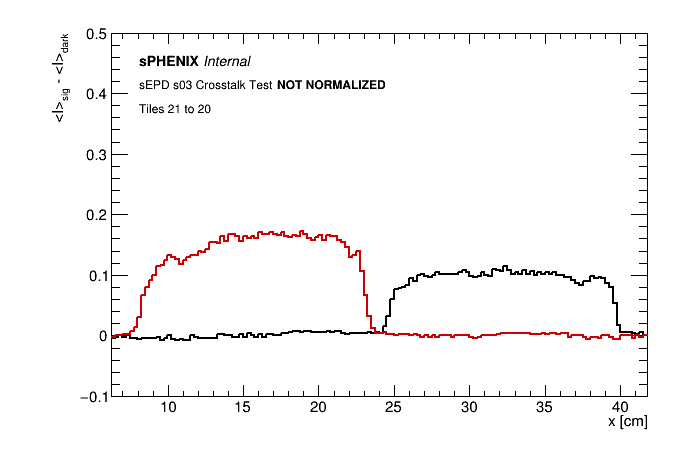 <I>sig - <I>dark
0.5
0.4
0.3
0.2
0.1
0
−0.1
sPHENIX Internal
sEPD s03 Crosstalk Test NOT NORMALIZED
Tiles 21 to 20
10 15 20 25 30 35 40
x [cm]